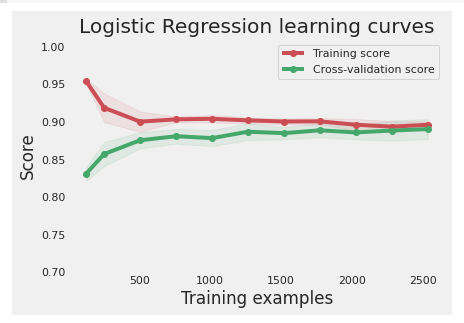 Logistic Regression learning curves
1.00
Training score
Cross-validation score
0.95
0.90
0.85
0.80
0.75
0.70
Score
500 1000 1500 2000 2500
Training examples